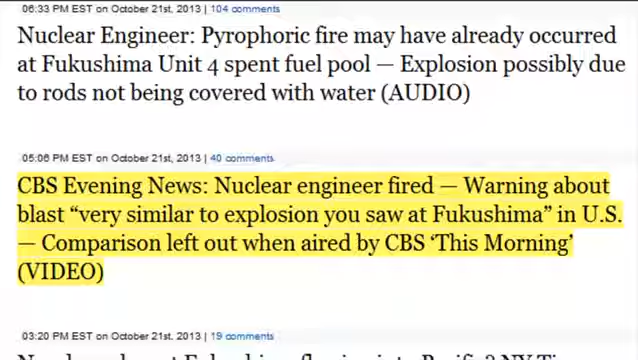 06:33 PM EST on October 21st, 2013 | 104 comments
Nuclear Engineer: Pyrophoric fire may have already occurred
at Fukushima Unit 4 spent fuel pool — Explosion possibly due
to rods not being covered with water (AUDIO)
05:06 PM EST on October 21st, 2013 | 40 comments
CBS Evening News: Nuclear engineer fired — Warning about
blast “very similar to explosion you saw at Fukushima” in U.S.
— Comparison left out when aired by CBS ‘This Morning’
(VIDEO)
03:20 PM EST on October 21st, 2013 | 19 comments